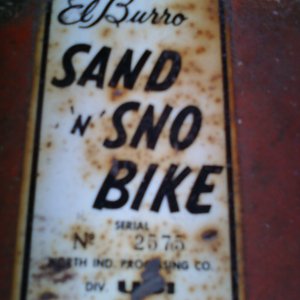 El Burro
SAND
'N' SNO
BIKE
SERIAL
Nº 2575
NORTH IND. PROCESSING CO.
DIV.